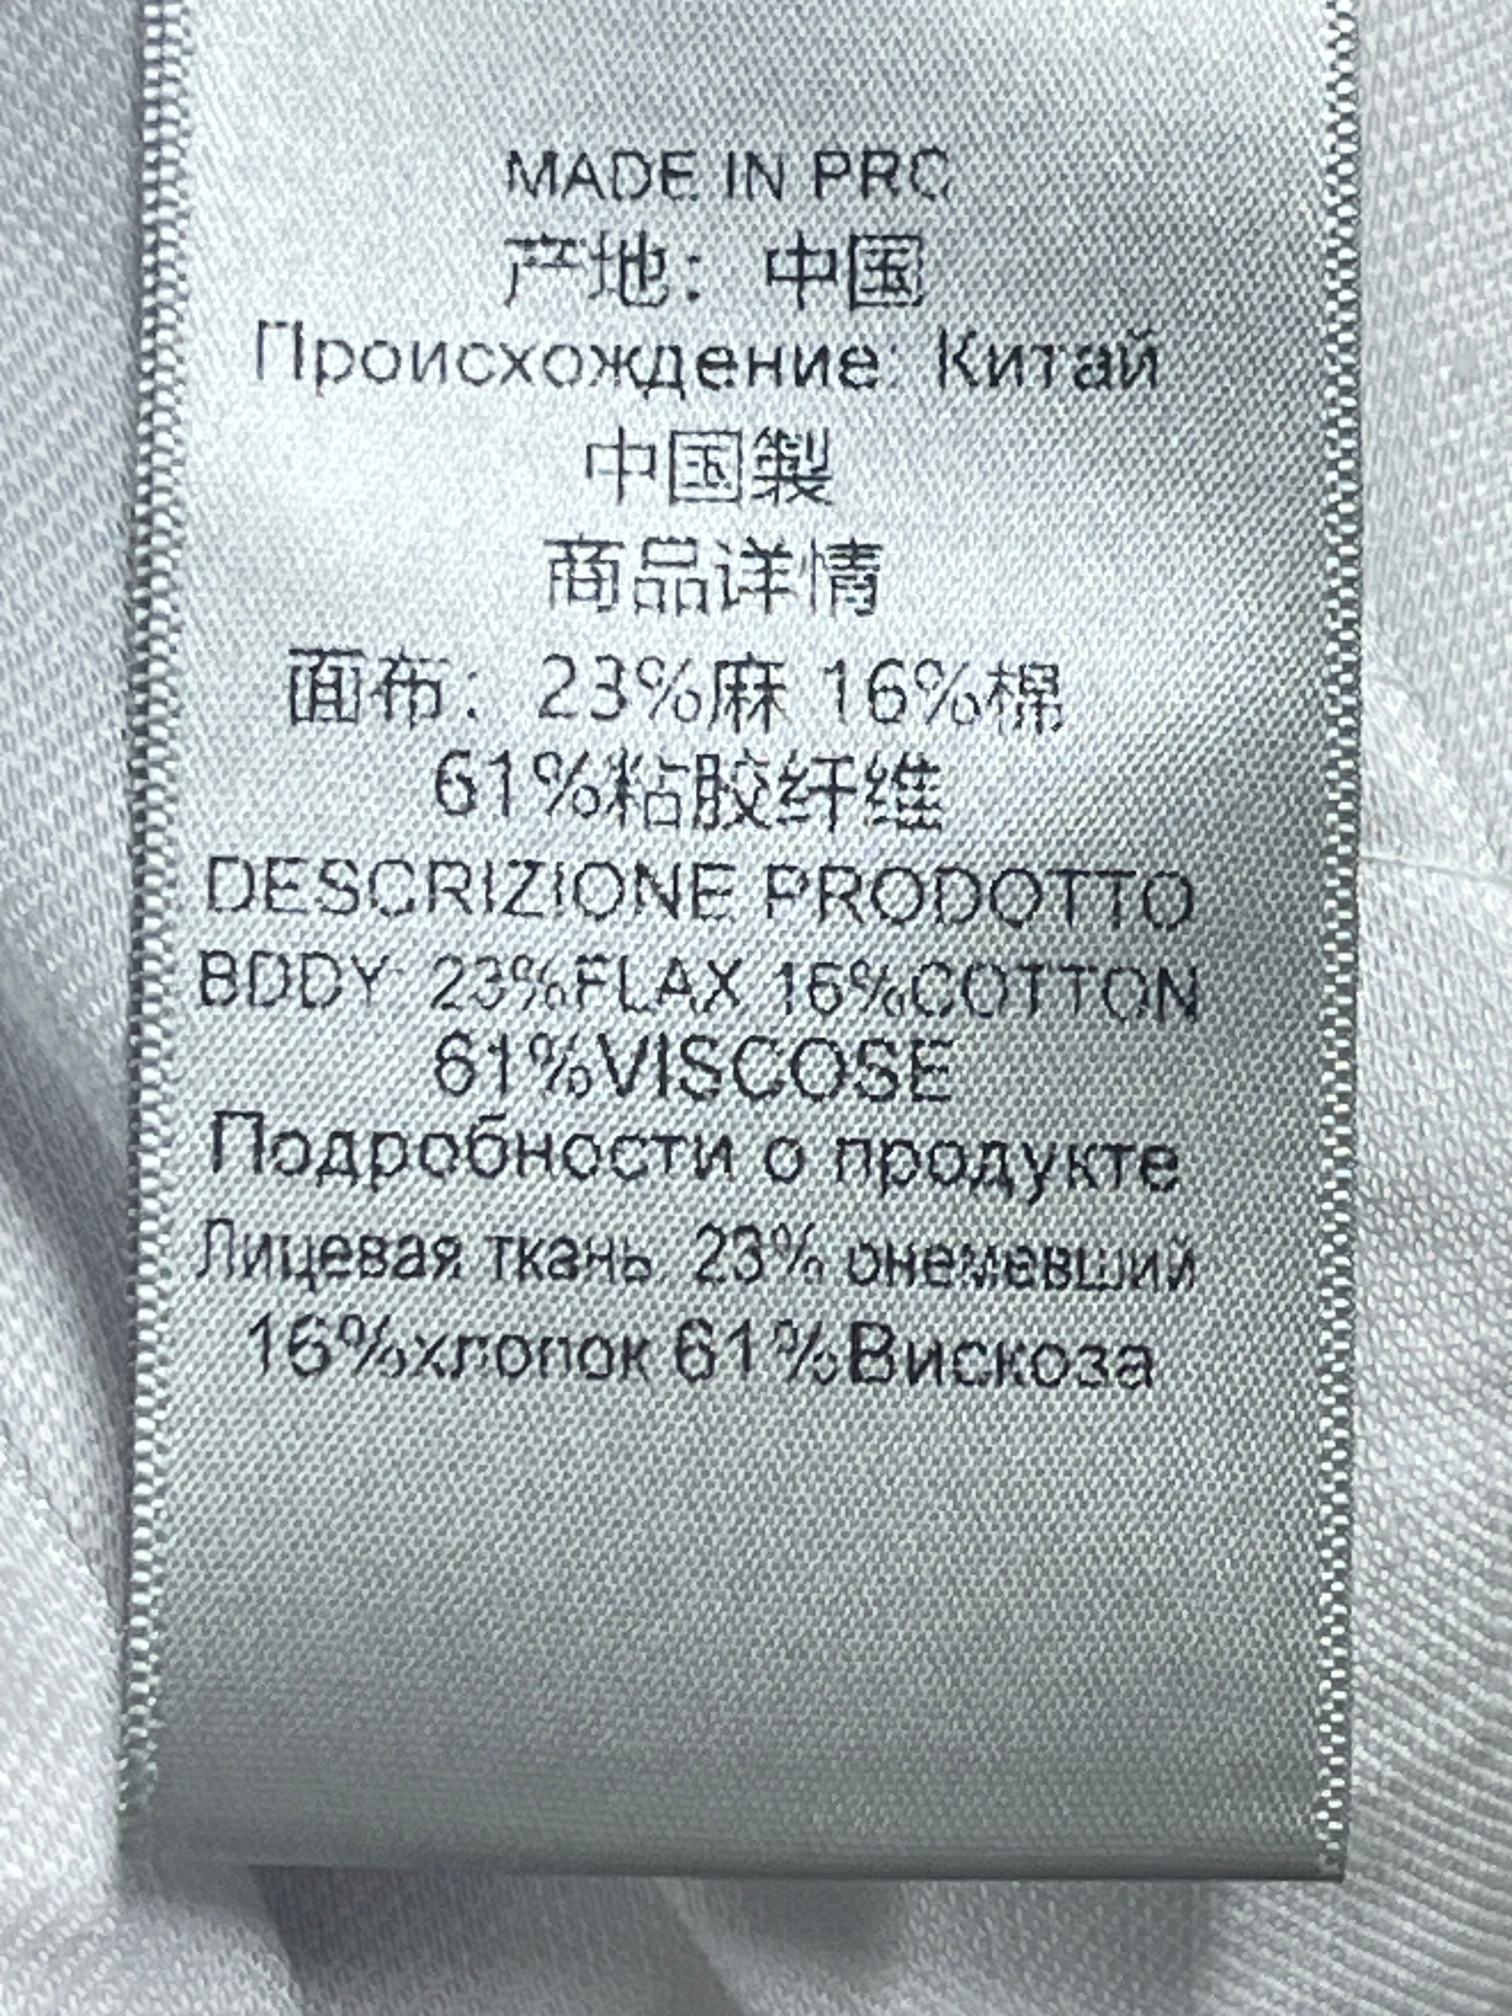 MADE IN PRC
产地：中国
Происхождение: Китай
中国製
商品详情
面布：23%麻 16%棉
61%粘胶纤维
DESCRIZIONE PRODOTTO
BODY: 23%FLAX 16%COTTON
61%VISCOSE
Подробности о продукте
Лицевая ткань: 23% онемевший
16%хлопок 61%Вискоза